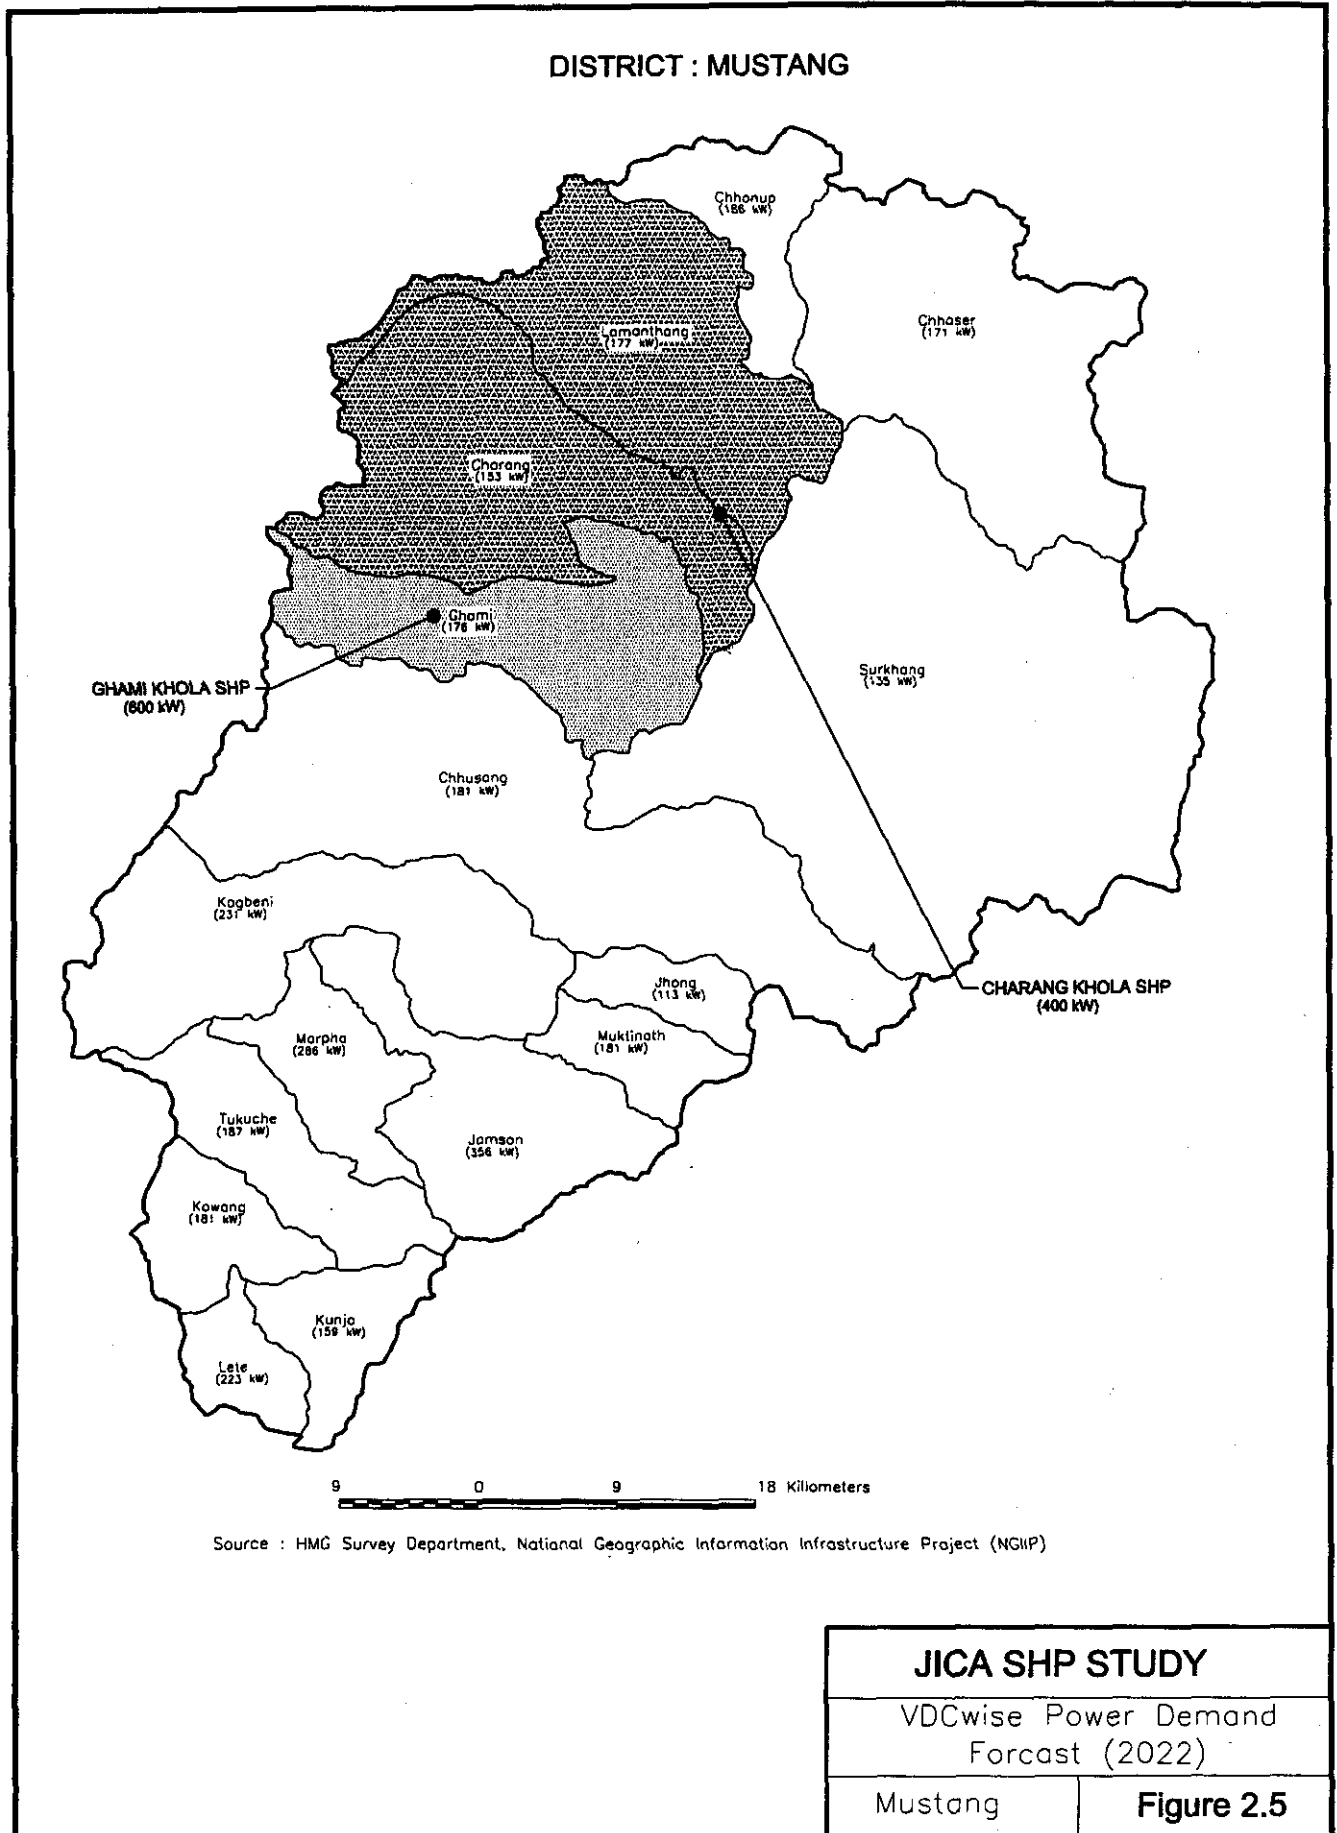 DISTRICT : MUSTANG
Chhonup
(186 kW)
Chhoser
(171 kW)
Lomanthang
(177 kW)
Charang
(153 kW)
Ghami
(176 kW)
GHAMI KHOLA SHP
(600 kW)
Surkhang
(135 kW)
Chhusang
(181 kW)
Kagbeni
(231 kW)
Jhong
(113 kW)
CHARANG KHOLA SHP
(400 kW)
Marpha
(286 kW)
Muktinath
(181 kW)
Tukuche
(187 kW)
Jomson
(356 kW)
Kowang
(181 kW)
Kunjo
(159 kW)
Lete
(223 kW)
9 0 9 18 Killometers
Source : HMG Survey Department, National Geographic Information Infrastructure Project (NGIIP)
JICA SHP STUDY
VDCwise Power Demand
Forcast (2022)
Mustang
Figure 2.5